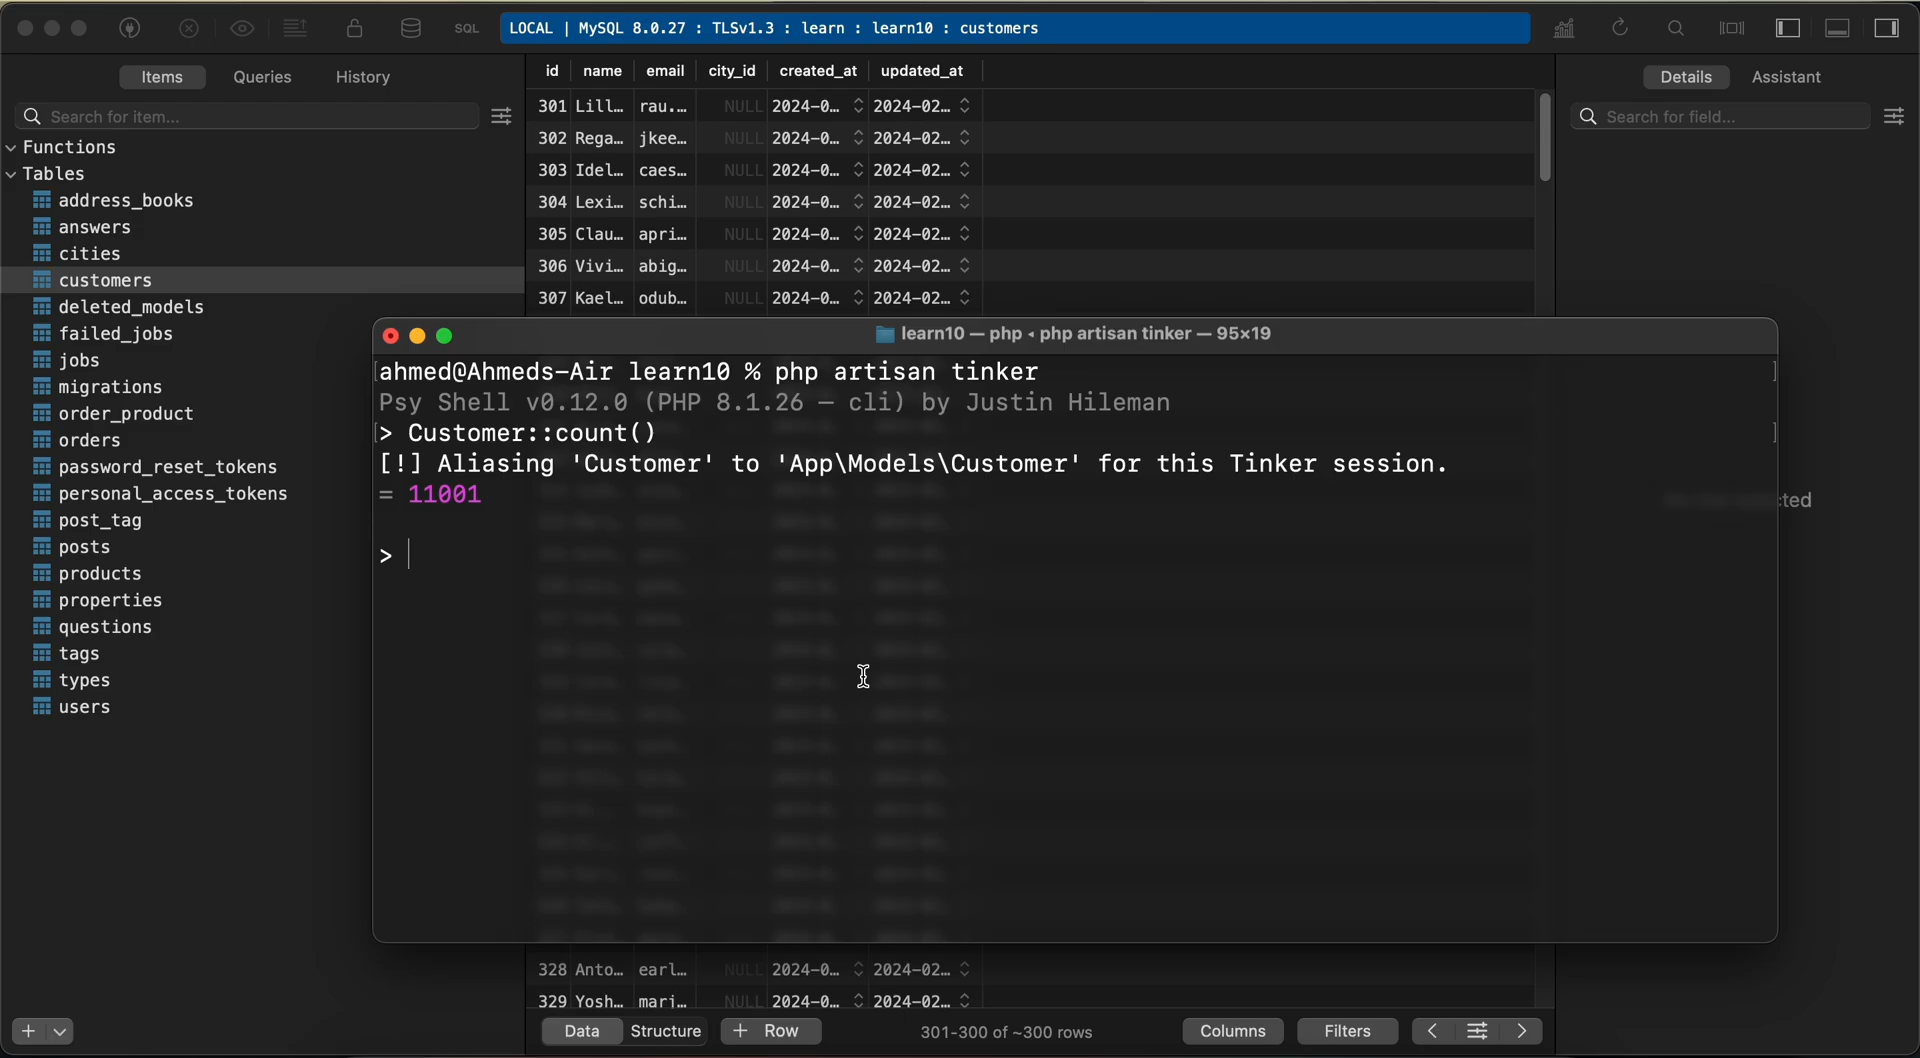 SQL
LOCAL | MySQL 8.0.27 : TLSv1.3 : learn : learn10 : customers
Items Queries History
Search for item...
Functions
Tables
address_books
answers
cities
customers
deleted_models
failed_jobs
jobs
migrations
order_product
orders
password_reset_tokens
personal_access_tokens
post_tag
posts
products
properties
questions
tags
types
users
id name email city_id created_at updated_at
301 Lill… rau.… NULL 2024-0… 2024-02…
302 Rega… jkee… NULL 2024-0… 2024-02…
303 Idel… caes… NULL 2024-0… 2024-02…
304 Lexi… schi… NULL 2024-0… 2024-02…
305 Clau… apri… NULL 2024-0… 2024-02…
306 Vivi… abig… NULL 2024-0… 2024-02…
307 Kael… odub… NULL 2024-0… 2024-02…
learn10 — php ◂ php artisan tinker — 95×19
[ahmed@Ahmeds-Air learn10 % php artisan tinker ]
Psy Shell v0.12.0 (PHP 8.1.26 — cli) by Justin Hileman
[> Customer::count() ]
[!] Aliasing 'Customer' to 'App\Models\Customer' for this Tinker session.
= 11001
>
328 Anto… earl… NULL 2024-0… 2024-02…
329 Yosh… marj… NULL 2024-0… 2024-02…
Data Structure + Row 301-300 of ~300 rows Columns Filters
Details Assistant
Search for field...